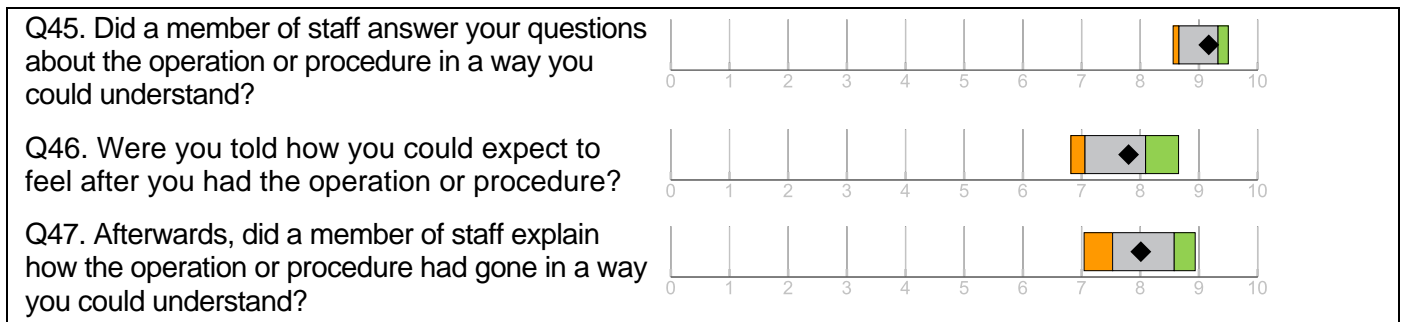 Q45. Did a member of staff answer your questions
about the operation or procedure in a way you
could understand?
0 1 2 3 4 5 6 7 8 9 10
Q46. Were you told how you could expect to
feel after you had the operation or procedure?
0 1 2 3 4 5 6 7 8 9 10
Q47. Afterwards, did a member of staff explain
how the operation or procedure had gone in a way
you could understand?
0 1 2 3 4 5 6 7 8 9 10